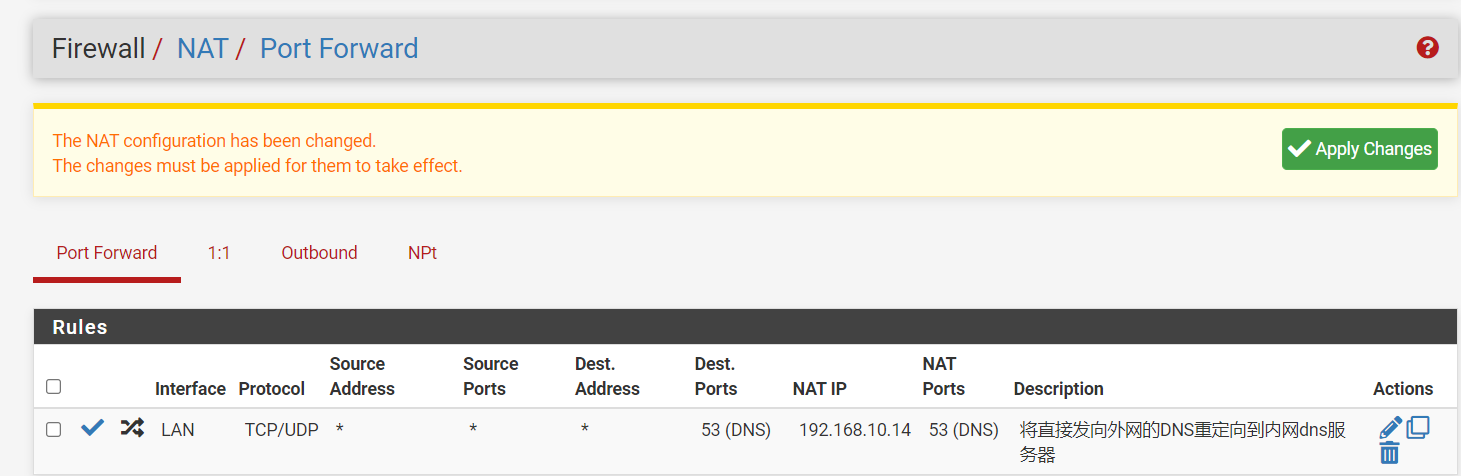 Firewall / NAT / Port Forward
The NAT configuration has been changed.
The changes must be applied for them to take effect.
Apply Changes
Port Forward 1:1 Outbound NPt
Rules
Interface Protocol Source Address Source Ports Dest. Address Dest. Ports NAT IP NAT Ports Description Actions
LAN TCP/UDP * * * 53 (DNS) 192.168.10.14 53 (DNS) 将直接发向外网的DNS重定向到内网dns服
务器